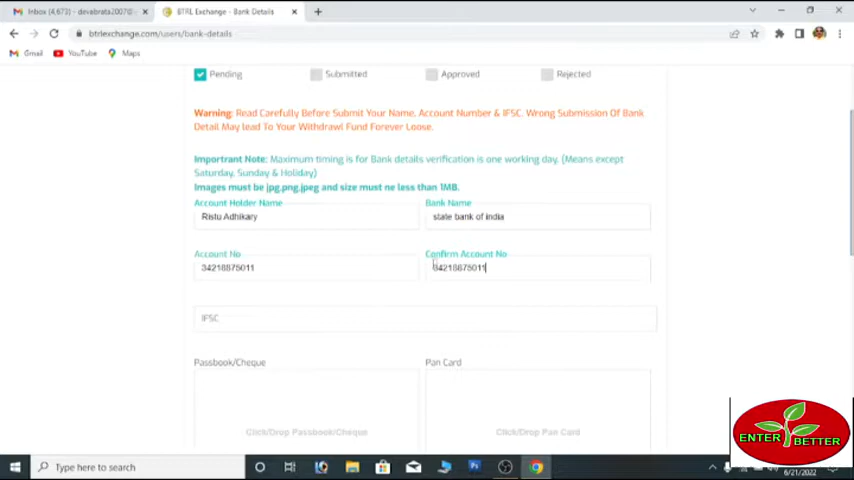 Inbox (4,673) - devabrata2007@
BTRL Exchange - Bank Details
btrlexchange.com/users/bank-details
Gmail YouTube Maps
Pending Submitted Approved Rejected
Warning: Read Carefully Before Submit Your Name, Account Number & IFSC. Wrong Submission Of Bank
Detail May lead To Your Withdrawl Fund Forever Loose.
Importrant Note: Maximum timing is for Bank details verification is one working day. (Means except
Saturday, Sunday & Holiday)
Images must be jpg,png,jpeg and size must ne less than 1MB.
Account Holder Name Bank Name
Ristu Adhikary state bank of india
Account No Confirm Account No
34218875011 34218875011
IFSC
Passbook/Cheque Pan Card
Click/Drop Passbook/Cheque Click/Drop Pan Card
ENTER BETTER
Type here to search
6/21/2022